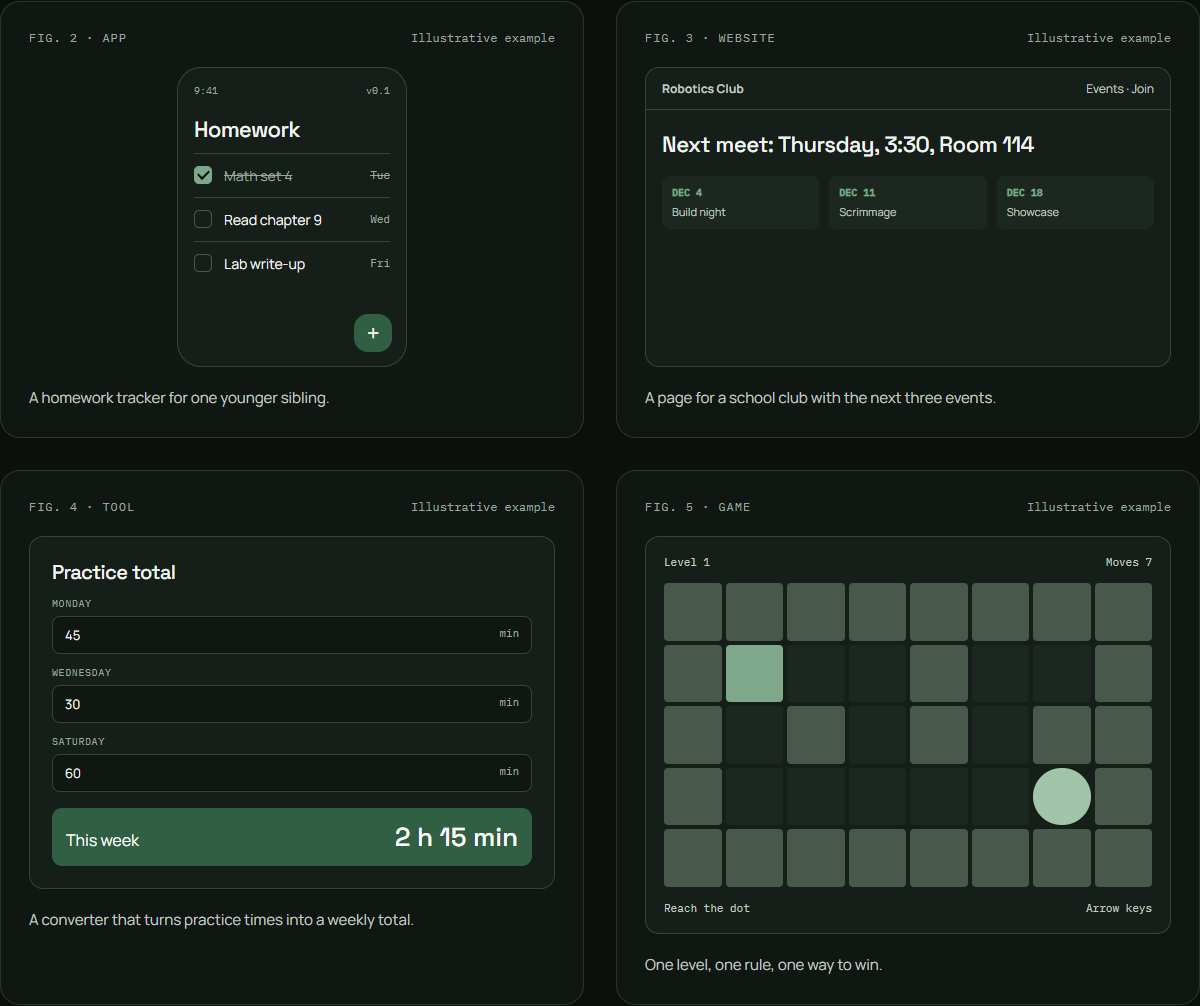 FIG. 2 · APP
Illustrative example
9:41
v0.1
Homework
Math set 4
Tue
Read chapter 9
Wed
Lab write-up
Fri
+
A homework tracker for one younger sibling.
FIG. 3 · WEBSITE
Illustrative example
Robotics Club
Events · Join
Next meet: Thursday, 3:30, Room 114
DEC 4
Build night
DEC 11
Scrimmage
DEC 18
Showcase
A page for a school club with the next three events.
FIG. 4 · TOOL
Illustrative example
Practice total
MONDAY
45
min
WEDNESDAY
30
min
SATURDAY
60
min
This week
2 h 15 min
A converter that turns practice times into a weekly total.
FIG. 5 · GAME
Illustrative example
Level 1
Moves 7
Reach the dot
Arrow keys
One level, one rule, one way to win.